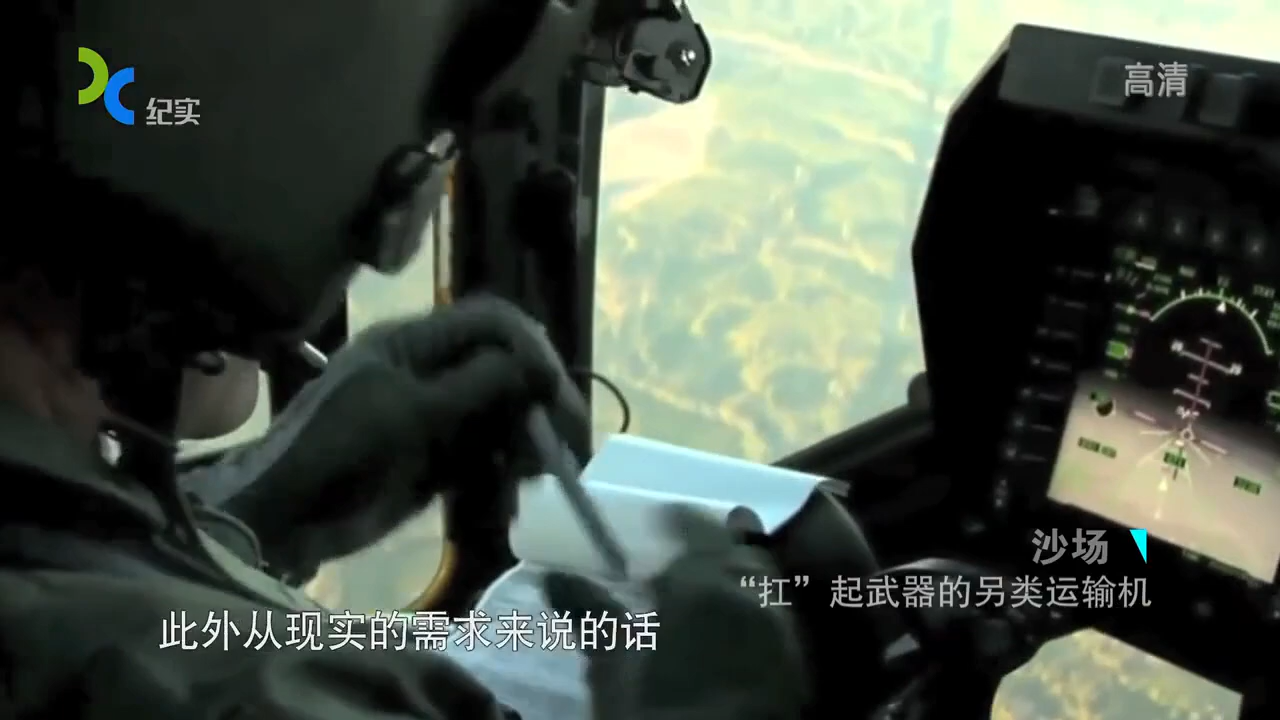 纪实
高清
沙场
“扛”起武器的另类运输机
此外从现实的需求来说的话